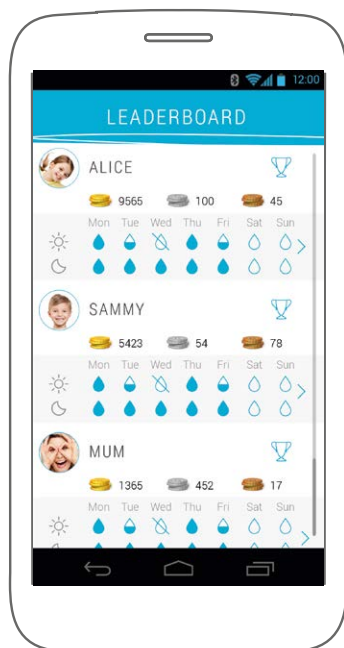 12:00
LEADERBOARD
ALICE
9565 100 45
Mon Tue Wed Thu Fri Sat Sun
SAMMY
5423 54 78
Mon Tue Wed Thu Fri Sat Sun
MUM
1365 452 17
Mon Tue Wed Thu Fri Sat Sun